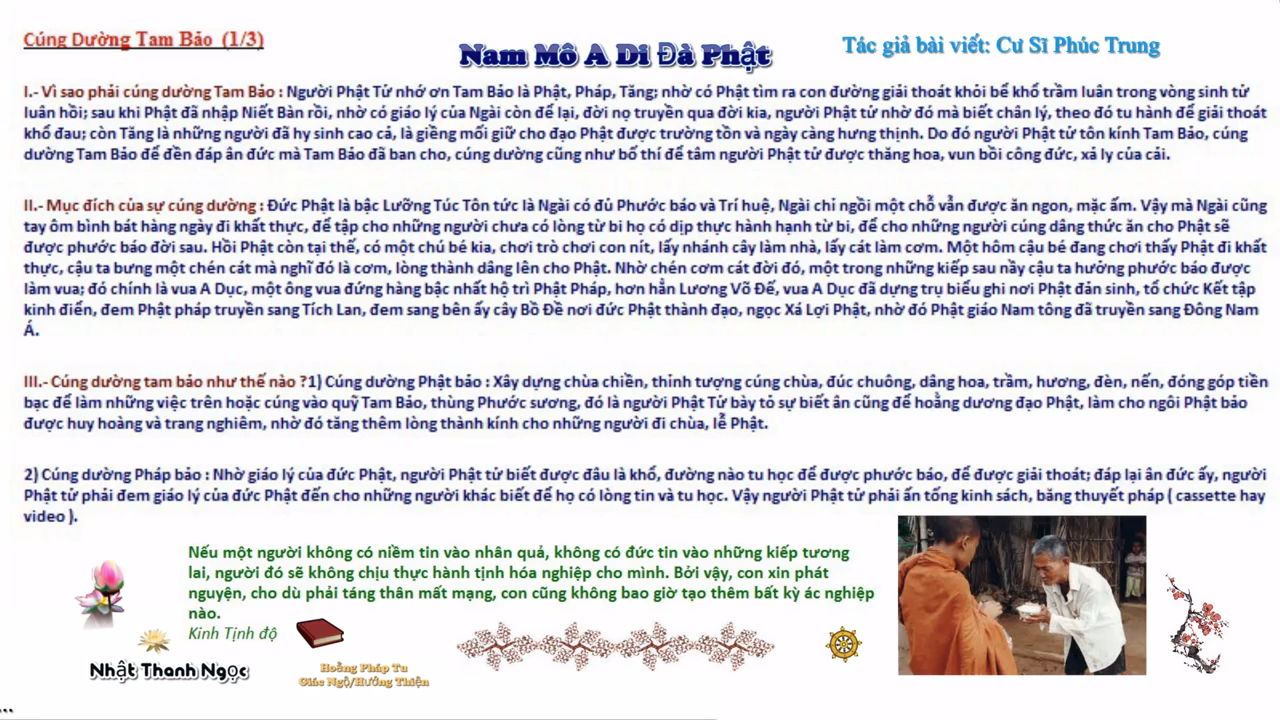 Cúng Dường Tam Bảo (1/3)
Nam Mô A Di Đà Phật
Tác giả bài viết: Cư Sĩ Phúc Trung
I.- Vì sao phải cúng dường Tam Bảo : Người Phật Tử nhớ ơn Tam Bảo là Phật, Pháp, Tăng; nhờ có Phật tìm ra con đường giải thoát khỏi bể khổ trầm luân trong vòng sinh tử
luân hồi; sau khi Phật đã nhập Niết Bàn rồi, nhờ có giáo lý của Ngài còn để lại, đời nọ truyền qua đời kia, người Phật tử nhờ đó mà biết chân lý, theo đó tu hành để giải thoát
khổ đau; còn Tăng là những người đã hy sinh cao cả, là giềng mối giữ cho đạo Phật được trường tồn và ngày càng hưng thịnh. Do đó người Phật tử tôn kính Tam Bảo, cúng
dường Tam Bảo để đền đáp ân đức mà Tam Bảo đã ban cho, cúng dường cũng như bố thí để tâm người Phật tử được thăng hoa, vun bồi công đức, xả ly của cải.
II.- Mục đích của sự cúng dường : Đức Phật là bậc Lưỡng Túc Tôn tức là Ngài có đủ Phước báo và Trí huệ, Ngài chỉ ngồi một chỗ vẫn được ăn ngon, mặc ấm. Vậy mà Ngài cũng
tay ôm bình bát hàng ngày đi khất thực, để tập cho những người chưa có lòng từ bi họ có dịp thực hành hạnh từ bi, để cho những người cúng dâng thức ăn cho Phật sẽ
được phước báo đời sau. Hồi Phật còn tại thế, có một chú bé kia, chơi trò chơi con nít, lấy nhánh cây làm nhà, lấy cát làm cơm. Một hôm cậu bé đang chơi thấy Phật đi khất
thực, cậu ta bưng một chén cát mà nghĩ đó là cơm, lòng thành dâng lên cho Phật. Nhờ chén cơm cát đời đó, một trong những kiếp sau nầy cậu ta hưởng phước báo được
làm vua; đó chính là vua A Dục, một ông vua đứng hàng bậc nhất hộ trì Phật Pháp, hơn hẳn Lương Võ Đế, vua A Dục đã dựng trụ biểu ghi nơi Phật đản sinh, tổ chức Kết tập
kinh điển, đem Phật pháp truyền sang Tích Lan, đem sang bên ấy cây Bồ Đề nơi đức Phật thành đạo, ngọc Xá Lợi Phật, nhờ đó Phật giáo Nam tông đã truyền sang Đông Nam
Á.
III.- Cúng dường tam bảo như thế nào ?1) Cúng dường Phật bảo : Xây dựng chùa chiền, thỉnh tượng cúng chùa, đúc chuông, dâng hoa, trầm, hương, đèn, nến, đóng góp tiền
bạc để làm những việc trên hoặc cúng vào quỹ Tam Bảo, thùng Phước sương, đó là người Phật Tử bày tỏ sự biết ân cũng để hoằng dương đạo Phật, làm cho ngôi Phật bảo
được huy hoàng và trang nghiêm, nhờ đó tăng thêm lòng thành kính cho những người đi chùa, lễ Phật.
2) Cúng dường Pháp bảo : Nhờ giáo lý của đức Phật, người Phật tử biết được đâu là khổ, đường nào tu học để được phước báo, để được giải thoát; đáp lại ân đức ấy, người
Phật tử phải đem giáo lý của đức Phật đến cho những người khác biết để họ có lòng tin và tu học. Vậy người Phật tử phải ấn tống kinh sách, băng thuyết pháp ( cassette hay
video ).
Nếu một người không có niềm tin vào nhân quả, không có đức tin vào những kiếp tương
lai, người đó sẽ không chịu thực hành tịnh hóa nghiệp cho mình. Bởi vậy, con xin phát
nguyện, cho dù phải táng thân mất mạng, con cũng không bao giờ tạo thêm bất kỳ ác nghiệp
nào.
Kinh Tịnh độ
Nhật Thanh Ngọc
Hoằng Pháp Tu
Giác Ngộ/Hướng Thiện
...